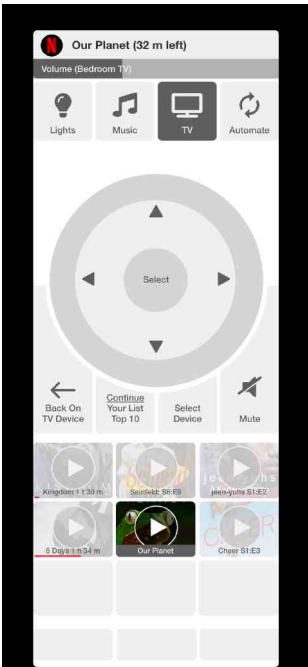 N
Our Planet (32 m left)
Volume (Bedroom TV)
Lights
Music
TV
Automate
Select
Back On
TV Device
Continue
Your List
Top 10
Select
Device
Mute
Kingdom 1 h 30 m
Seinfeld: S6:E9
jeen-yuhs S1:E2
6 Days 1 h 34 m
Our Planet
Cheer S1:E3